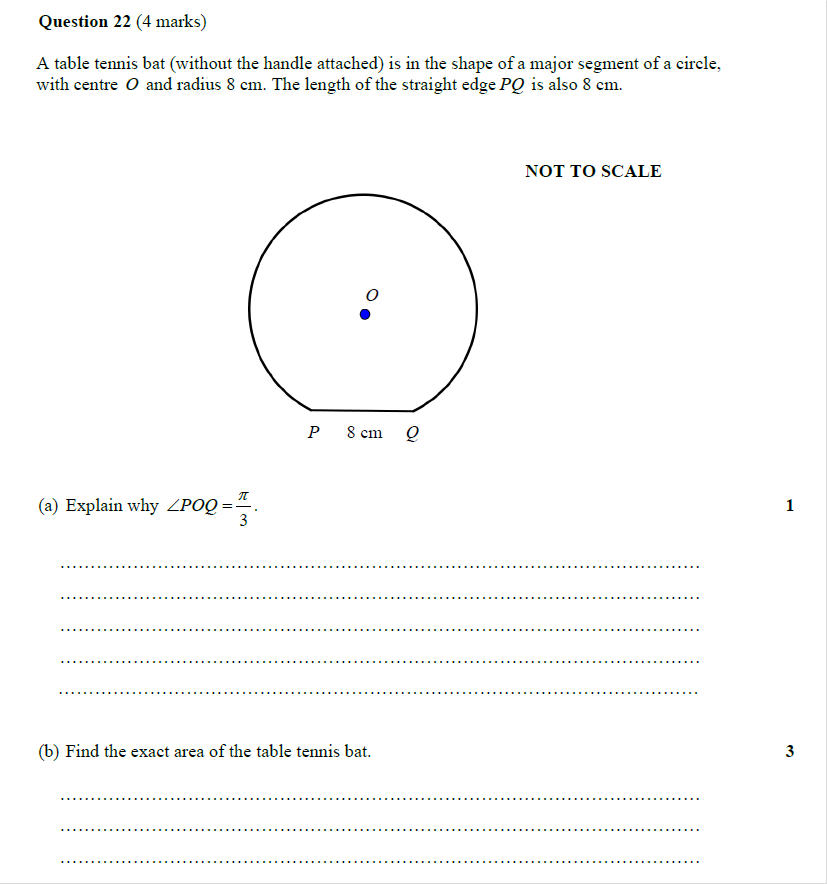 Question 22 (4 marks)
A table tennis bat (without the handle attached) is in the shape of a major segment of a circle,
with centre O and radius 8 cm. The length of the straight edge PQ is also 8 cm.
NOT TO SCALE
O
P 8 cm Q
(a) Explain why ∠POQ = π/3. 1
................................................................................
................................................................................
................................................................................
................................................................................
................................................................................
(b) Find the exact area of the table tennis bat. 3
................................................................................
................................................................................
................................................................................